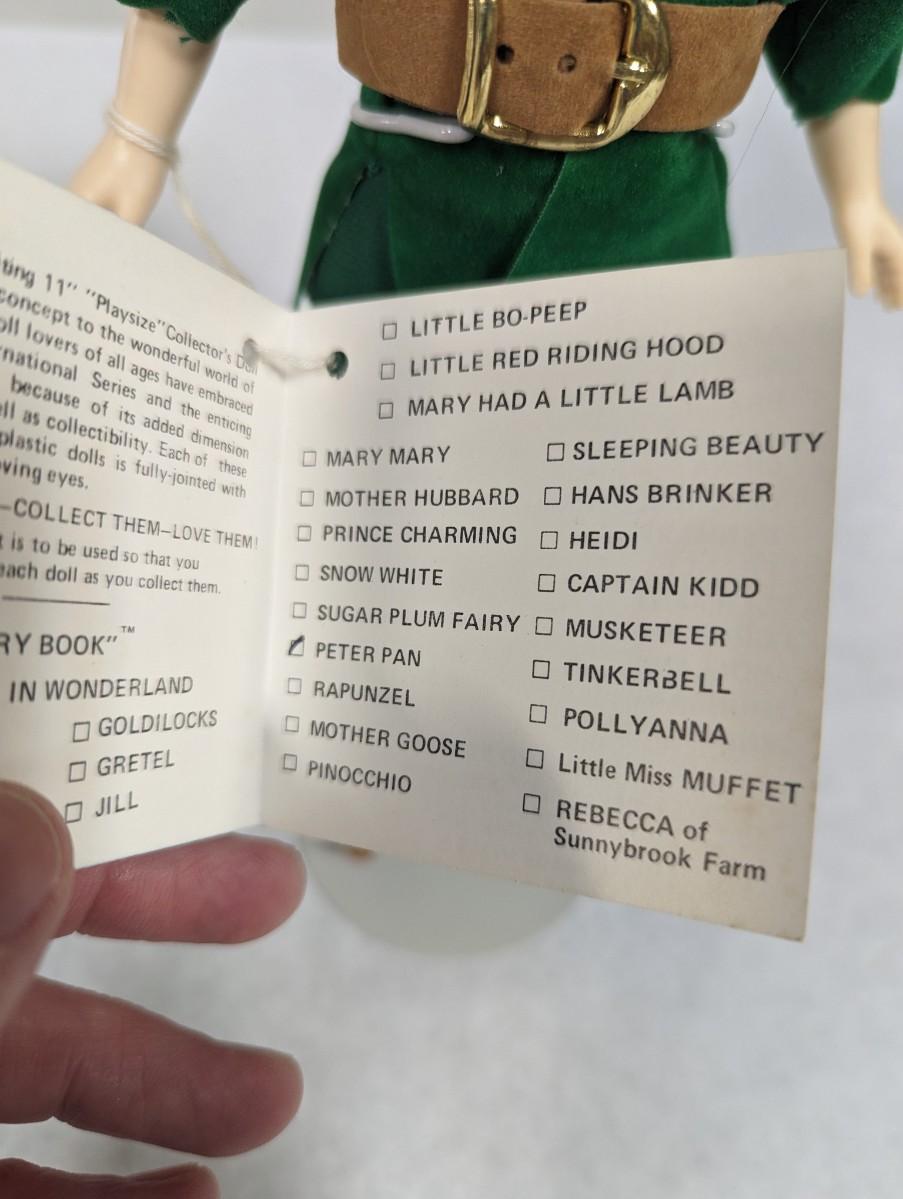 ting 11" "Playsize" Collector's Doll
concept to the wonderful world of
oll lovers of all ages have embraced
national Series and the enticing
because of its added dimension
ell as collectibility. Each of these
plastic dolls is fully-jointed with
ving eyes.
—COLLECT THEM—LOVE THEM!
t is to be used so that you
each doll as you collect them.
RY BOOK"™
IN WONDERLAND
GOLDILOCKS
GRETEL
JILL
LITTLE BO-PEEP
LITTLE RED RIDING HOOD
MARY HAD A LITTLE LAMB
MARY MARY
MOTHER HUBBARD
PRINCE CHARMING
SNOW WHITE
SUGAR PLUM FAIRY
PETER PAN
RAPUNZEL
MOTHER GOOSE
PINOCCHIO
SLEEPING BEAUTY
HANS BRINKER
HEIDI
CAPTAIN KIDD
MUSKETEER
TINKERBELL
POLLYANNA
Little Miss MUFFET
REBECCA of
Sunnybrook Farm